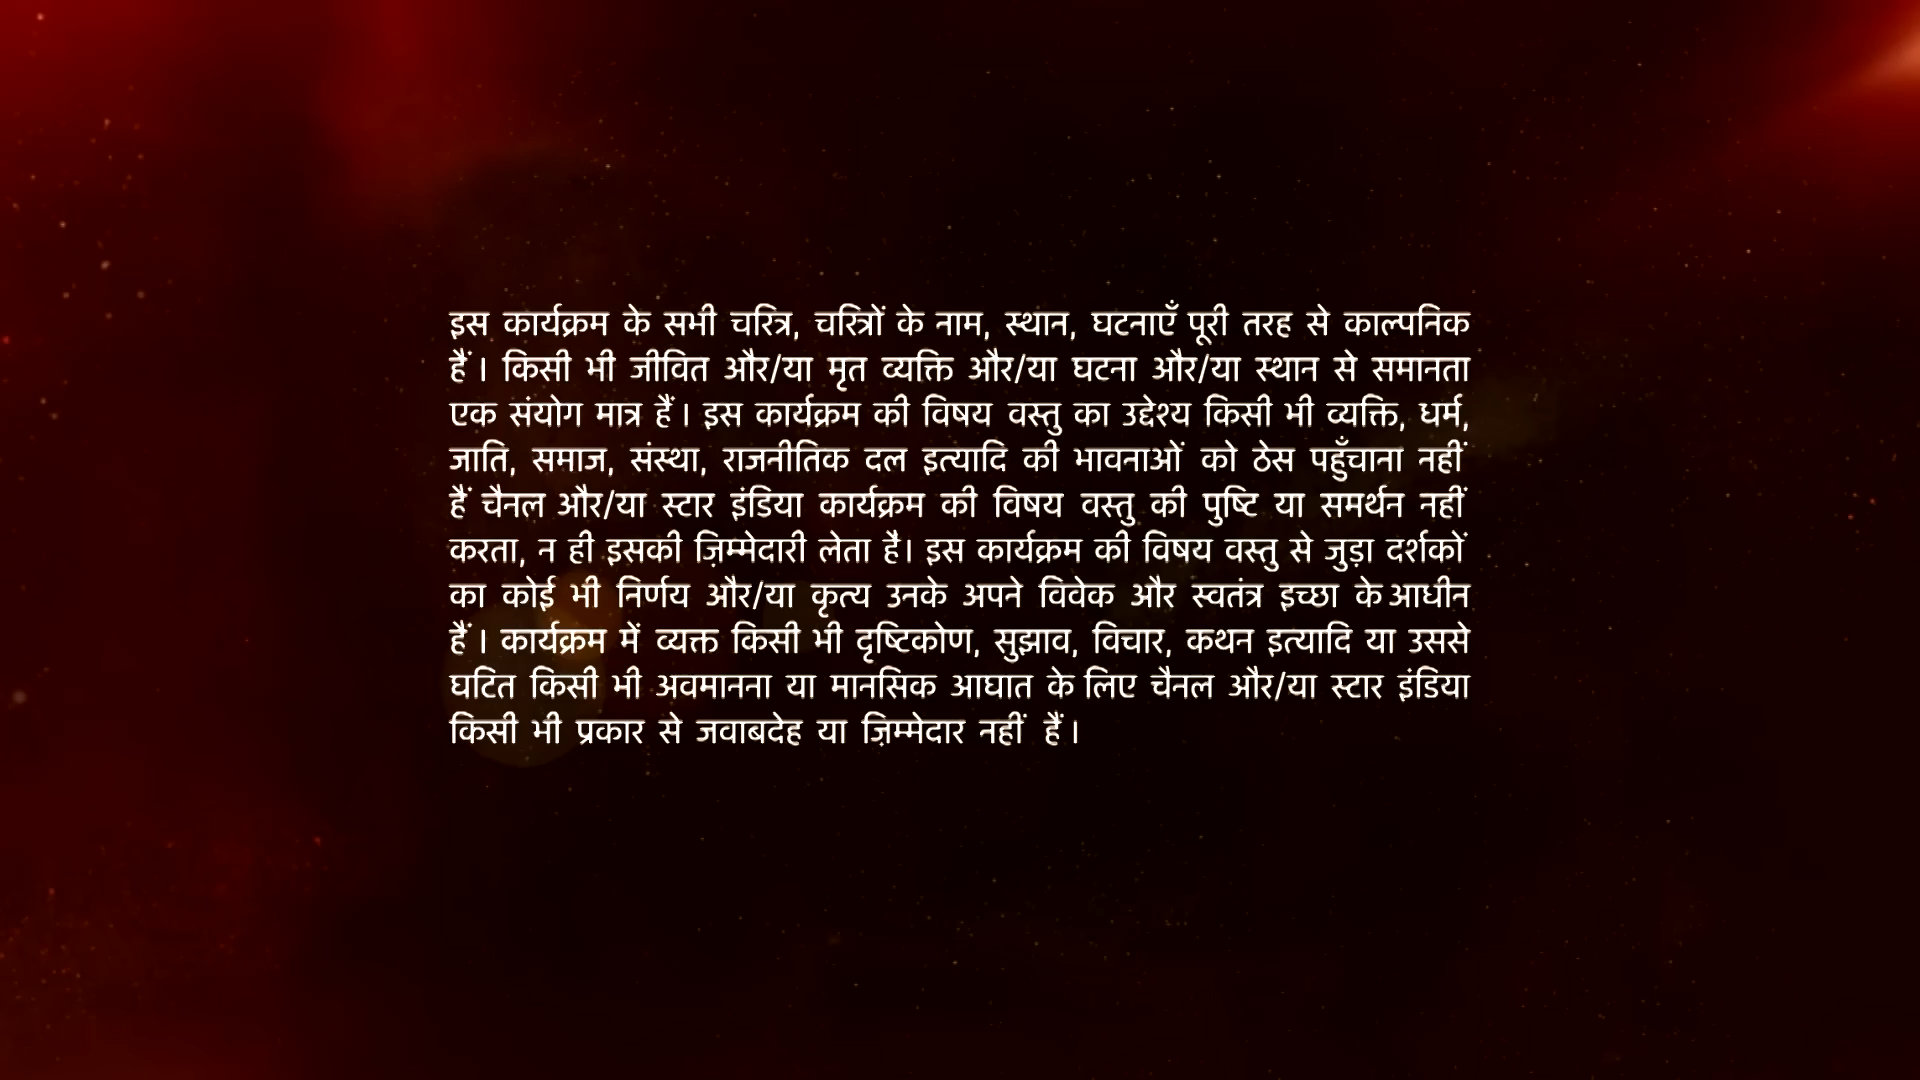 इस कार्यक्रम के सभी चरित्र, चरित्रों के नाम, स्थान, घटनाएँ पूरी तरह से काल्पनिक
हैं । किसी भी जीवित और/या मृत व्यक्ति और/या घटना और/या स्थान से समानता
एक संयोग मात्र हैं । इस कार्यक्रम की विषय वस्तु का उद्देश्य किसी भी व्यक्ति, धर्म,
जाति, समाज, संस्था, राजनीतिक दल इत्यादि की भावनाओं को ठेस पहुँचाना नहीं
हैं चैनल और/या स्टार इंडिया कार्यक्रम की विषय वस्तु की पुष्टि या समर्थन नहीं
करता, न ही इसकी ज़िम्मेदारी लेता है। इस कार्यक्रम की विषय वस्तु से जुड़ा दर्शकों
का कोई भी निर्णय और/या कृत्य उनके अपने विवेक और स्वतंत्र इच्छा के आधीन
हैं । कार्यक्रम में व्यक्त किसी भी दृष्टिकोण, सुझाव, विचार, कथन इत्यादि या उससे
घटित किसी भी अवमानना या मानसिक आघात के लिए चैनल और/या स्टार इंडिया
किसी भी प्रकार से जवाबदेह या ज़िम्मेदार नहीं हैं ।